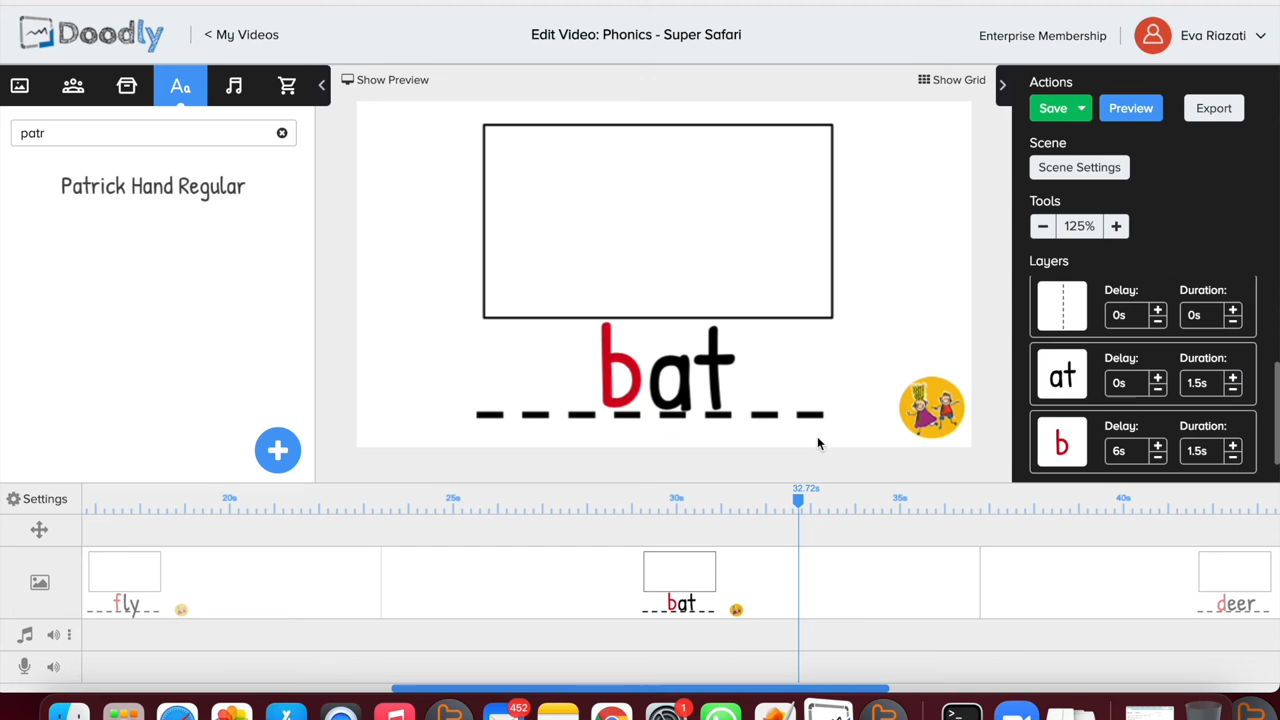 Doodly
< My Videos
Edit Video: Phonics - Super Safari
Enterprise Membership
Eva Riazati
Aa
Show Preview
Show Grid
patr
Patrick Hand Regular
+
bat
Actions
Save
Preview
Export
Scene
Scene Settings
Tools
− 125% +
Layers
Delay: Duration:
0s + − 0s + −
at
Delay: Duration:
0s + − 1.5s + −
b
Delay: Duration:
6s + − 1.5s + −
Settings
32.72s
20s 25s 30s 35s 40s
fly
bat
deer
452
1